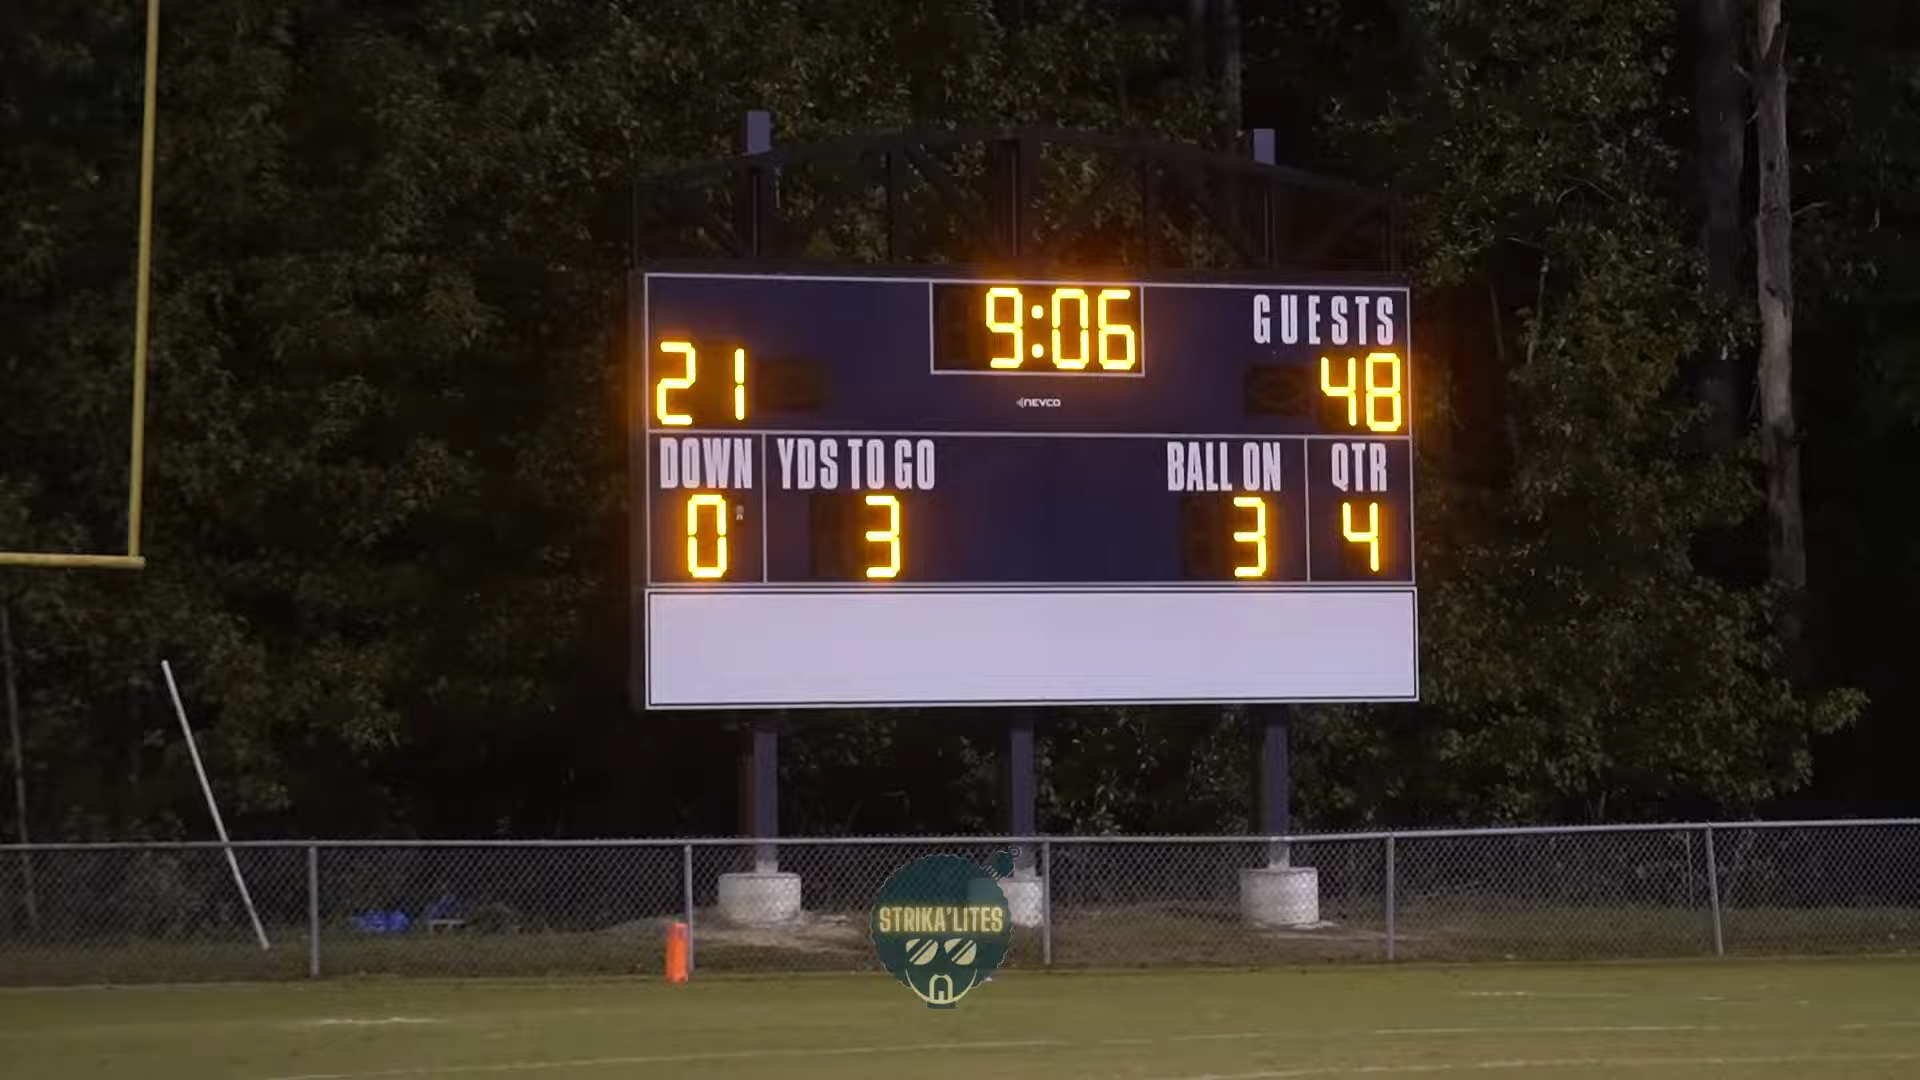 9:06
GUESTS
21
48
NEVCO
DOWN YDS TO GO BALL ON QTR
0 3 3 4
STRIKA'LITES